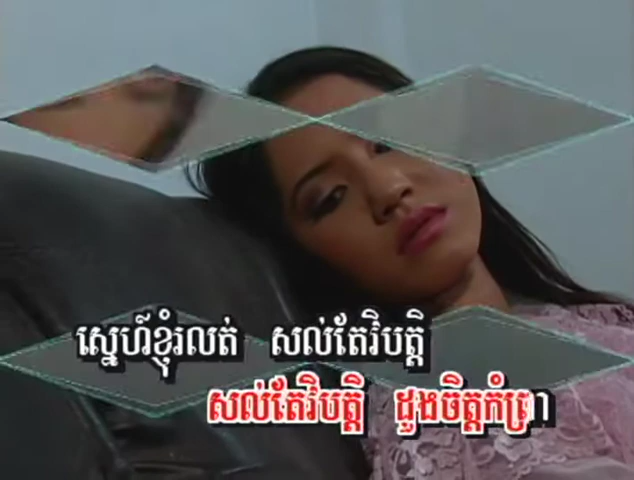 ស្នេហ៍ខ្ញុំរលត់ សល់តែវិបត្តិ
សល់តែវិបត្តិ ដួងចិត្តកំព្រា